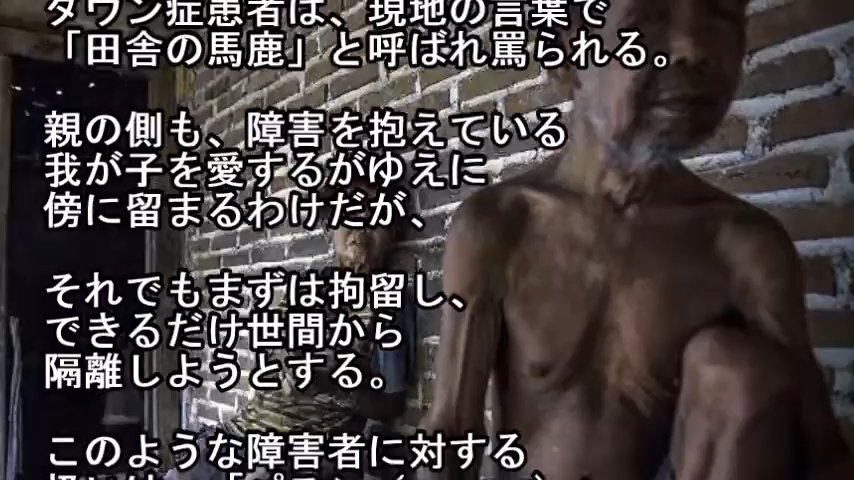 ダウン症患者は、現地の言葉で
「田舎の馬鹿」と呼ばれ罵られる。
親の側も、障害を抱えている
我が子を愛するがゆえに
傍に留まるわけだが、
それでもまずは拘留し、
できるだけ世間から
隔離しようとする。
このような障害者に対する